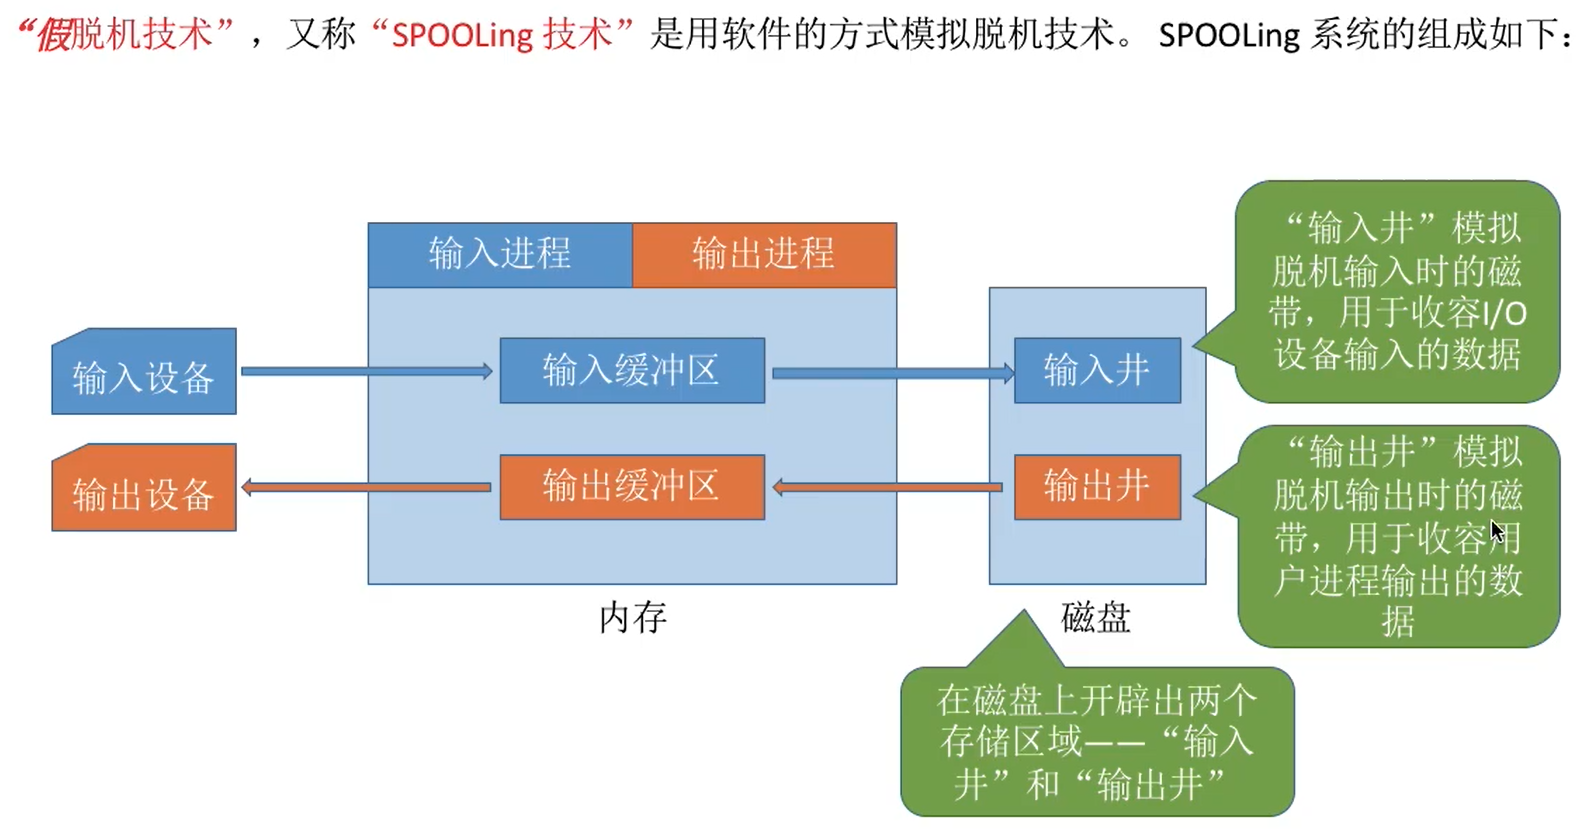 “假脱机技术”，又称“SPOOLing 技术”是用软件的方式模拟脱机技术。 SPOOLing 系统的组成如下：
输入进程
输出进程
输入设备
输入缓冲区
输入井
输出设备
输出缓冲区
输出井
内存
磁盘
“输入井”模拟
脱机输入时的磁
带，用于收容I/O
设备输入的数据
“输出井”模拟
脱机输出时的磁
带，用于收容用
户进程输出的数
据
在磁盘上开辟出两个
存储区域——“输入
井”和“输出井”